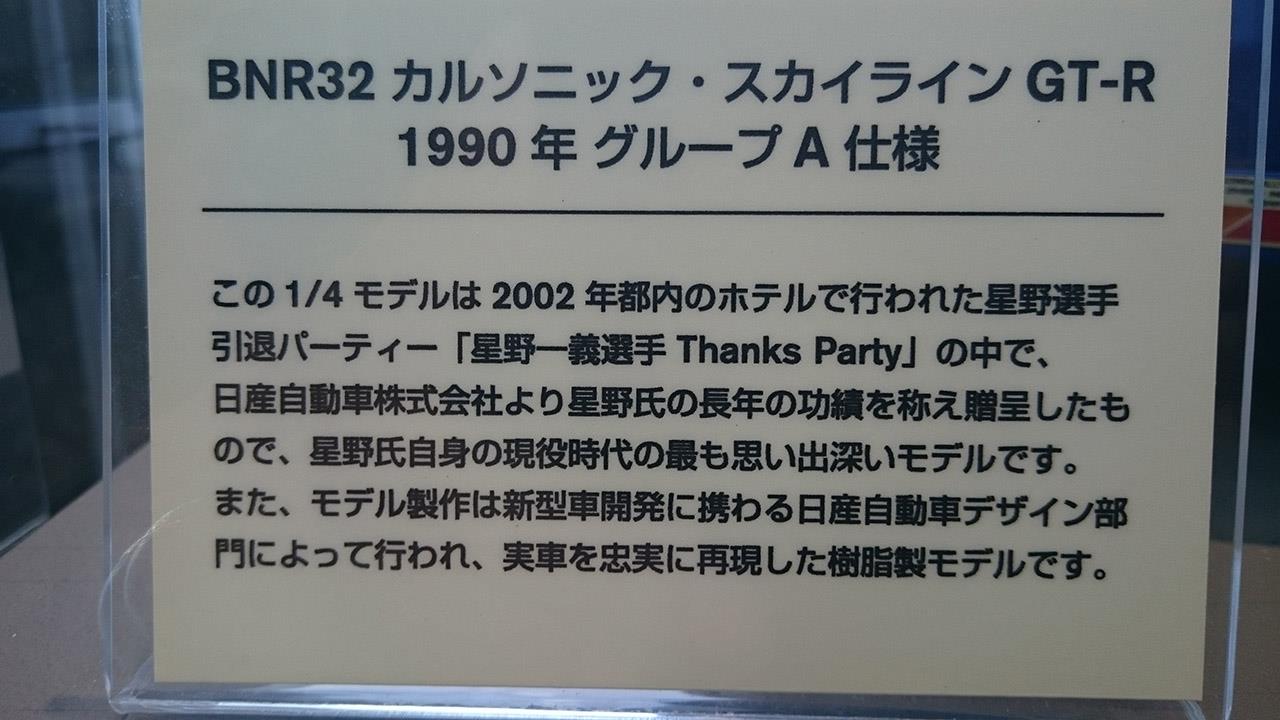 BNR32 カルソニック・スカイライン GT-R
1990 年 グループ A 仕様
この 1/4 モデルは 2002 年都内のホテルで行われた星野選手
引退パーティー「星野一義選手 Thanks Party」の中で、
日産自動車株式会社より星野氏の長年の功績を称え贈呈したも
ので、星野氏自身の現役時代の最も思い出深いモデルです。
また、モデル製作は新型車開発に携わる日産自動車デザイン部
門によって行われ、実車を忠実に再現した樹脂製モデルです。